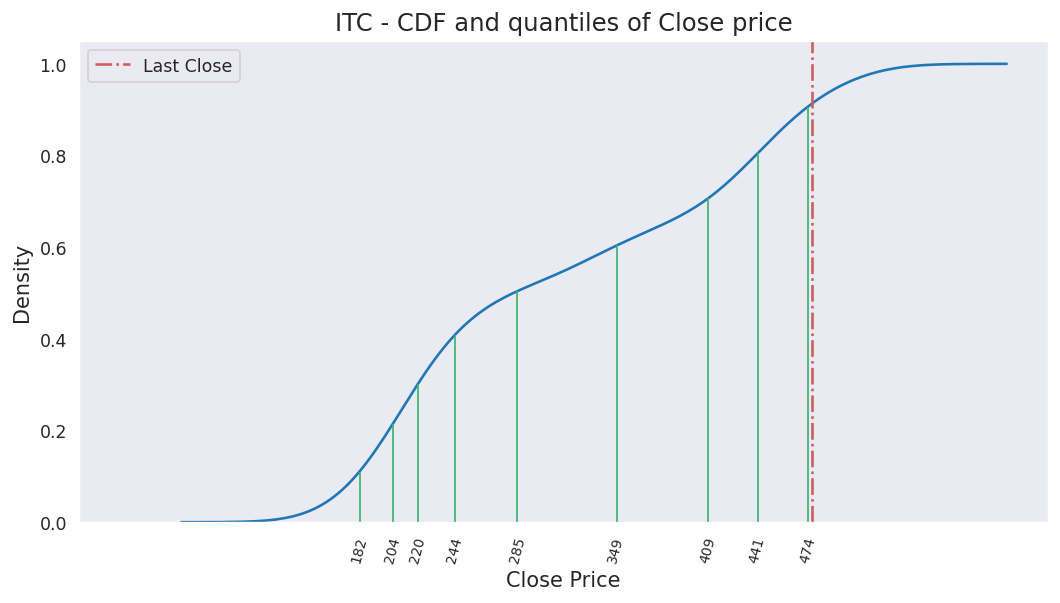 ITC - CDF and quantiles of Close price
Last Close
Density
1.0
0.8
0.6
0.4
0.2
0.0
182 204 220 244 285 349 409 441 474
Close Price